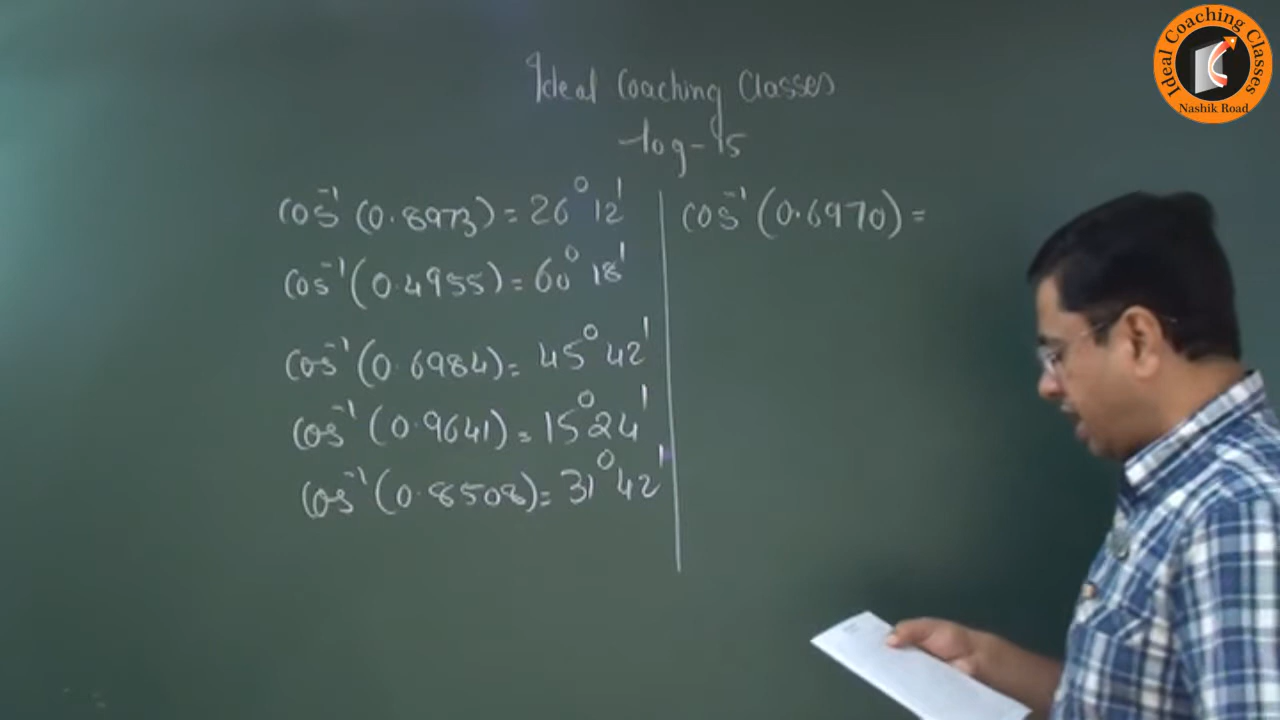 Ideal Coaching Classes
Nashik Road
Ideal Coaching Classes
log-15
cos⁻¹(0.8973)=26°12'
cos⁻¹(0.4955)=60°18'
cos⁻¹(0.6984)=45°42'
cos⁻¹(0.9641)=15°24'
cos⁻¹(0.8508)=31°42'
cos⁻¹(0.6970)=